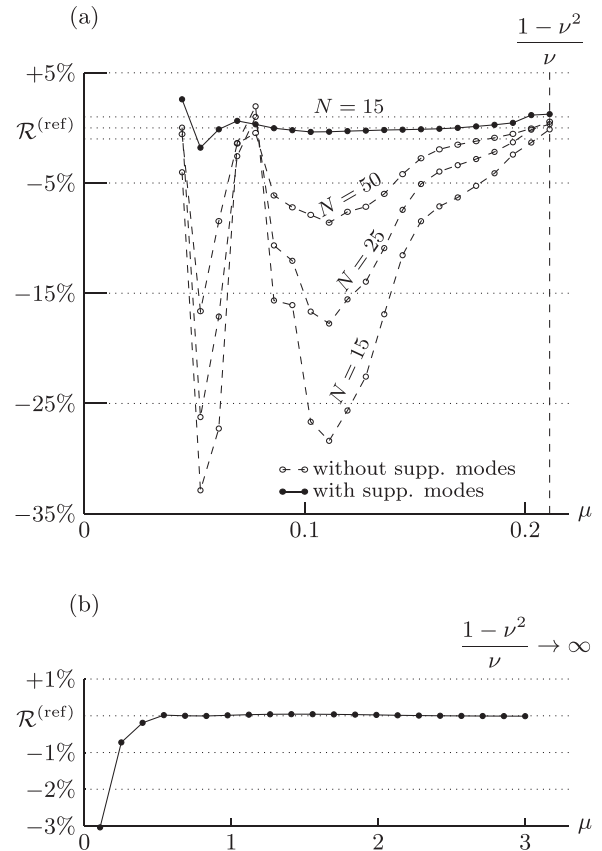 (a)
1 − ν²
ν
+5%
N = 15
R(ref)
−5%
N = 50
N = 25
−15%
N = 15
−25%
without supp. modes
with supp. modes
−35%
0
0.1
0.2
μ
(b)
1 − ν²
ν
→ ∞
+1%
R(ref)
−1%
−2%
−3%
0
1
2
3
μ